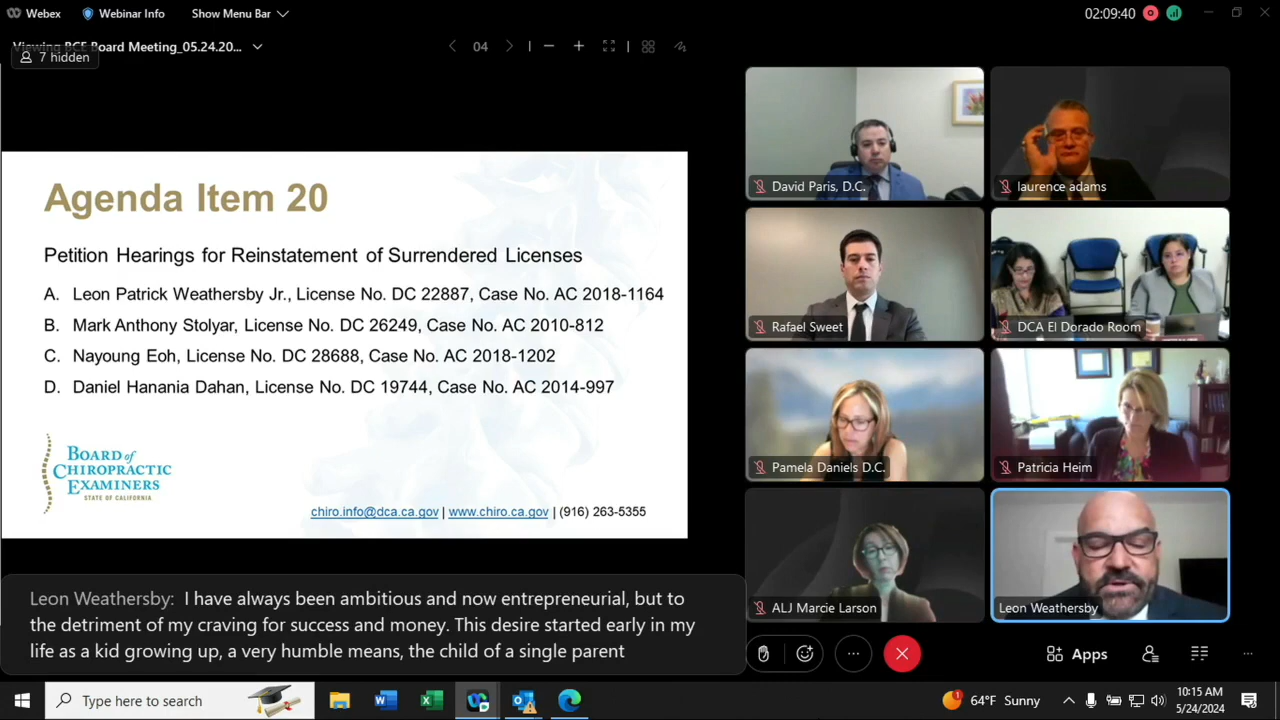 Webex
Webinar Info
Show Menu Bar
02:09:40
Viewing BCE Board Meeting_05.24.20...
7 hidden
04
Agenda Item 20
Petition Hearings for Reinstatement of Surrendered Licenses
A. Leon Patrick Weathersby Jr., License No. DC 22887, Case No. AC 2018-1164
B. Mark Anthony Stolyar, License No. DC 26249, Case No. AC 2010-812
C. Nayoung Eoh, License No. DC 28688, Case No. AC 2018-1202
D. Daniel Hanania Dahan, License No. DC 19744, Case No. AC 2014-997
BOARD of
CHIROPRACTIC
EXAMINERS
STATE OF CALIFORNIA
chiro.info@dca.ca.gov | www.chiro.ca.gov | (916) 263-5355
David Paris, D.C.
laurence adams
Rafael Sweet
DCA El Dorado Room
Pamela Daniels D.C.
Patricia Heim
ALJ Marcie Larson
Leon Weathersby
Leon Weathersby: I have always been ambitious and now entrepreneurial, but to
the detriment of my craving for success and money. This desire started early in my
life as a kid growing up, a very humble means, the child of a single parent
Apps
Type here to search
1
64°F Sunny
10:15 AM
5/24/2024